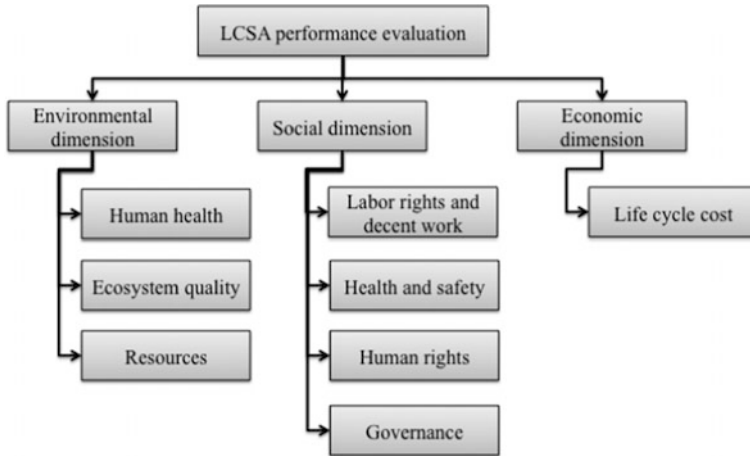 LCSA performance evaluation
Environmental
dimension
Social dimension
Economic
dimension
Human health
Ecosystem quality
Resources
Labor rights and
decent work
Health and safety
Human rights
Governance
Life cycle cost